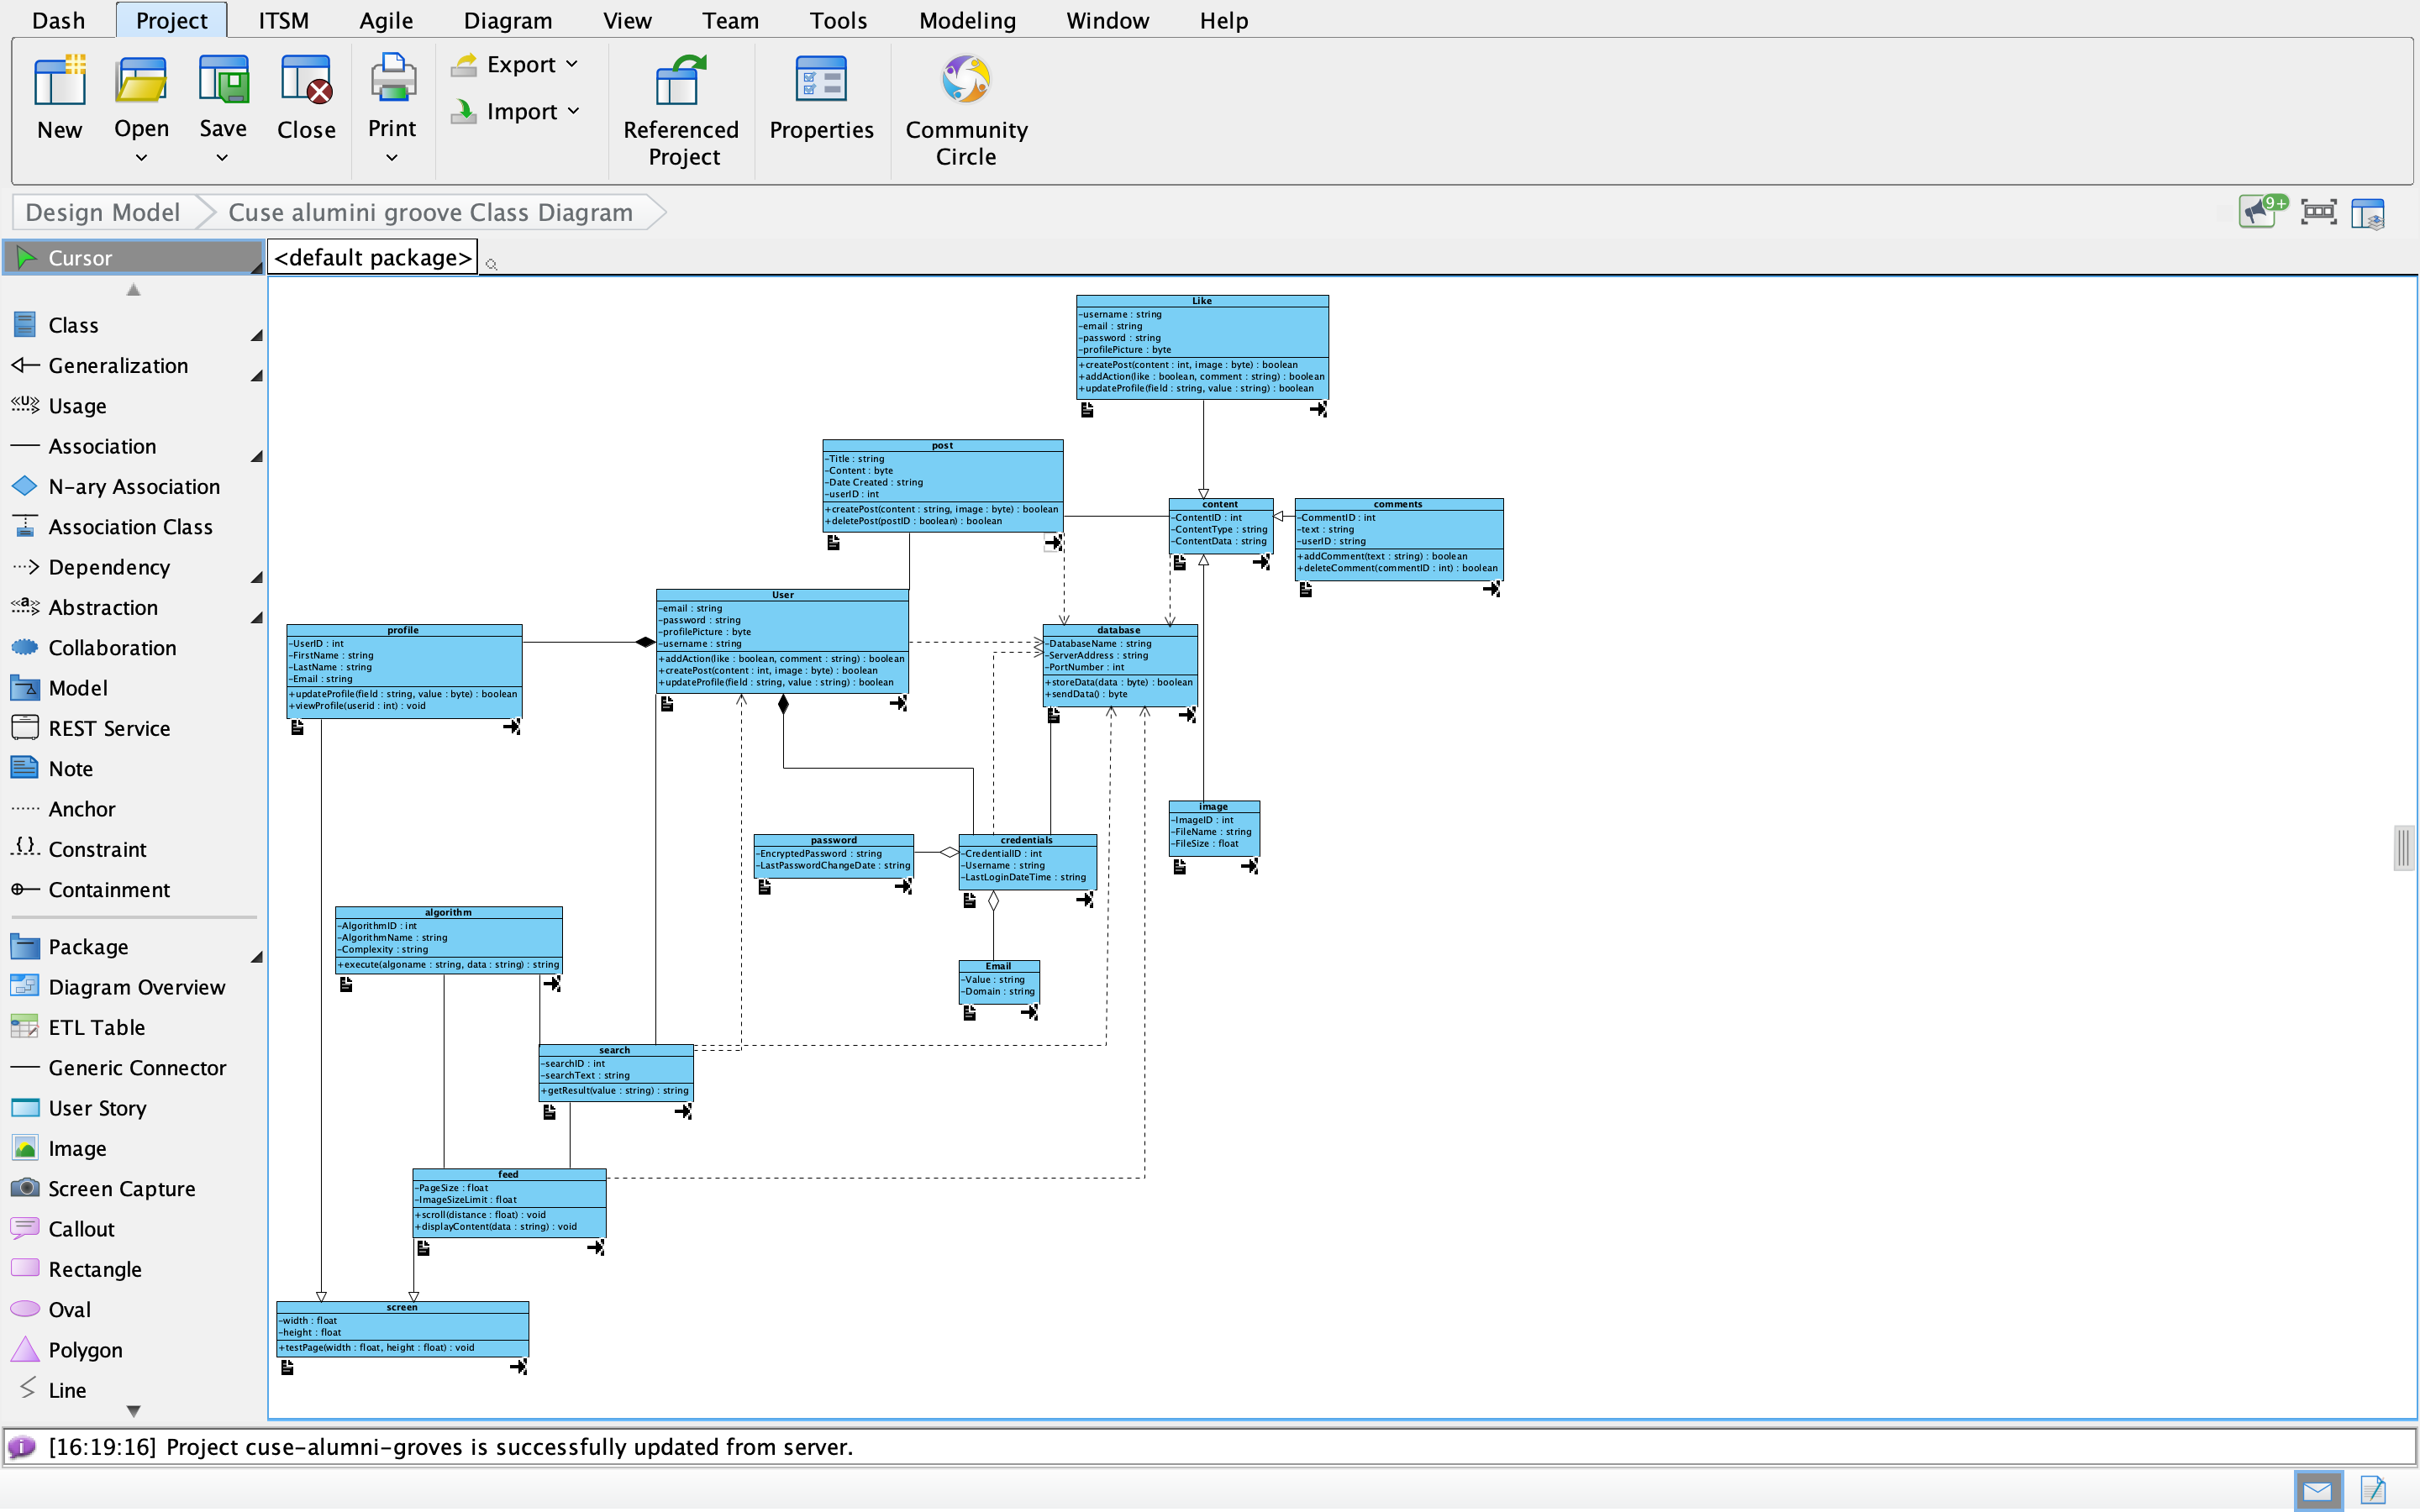 Dash Project ITSM Agile Diagram View Team Tools Modeling Window Help
New
Open
Save
Close
Print
Export
Import
Referenced
Project
Properties
Community
Circle
Design Model
Cuse alumini groove Class Diagram
9+
Cursor
<default package>
Class
Generalization
Usage
Association
N-ary Association
Association Class
Dependency
Abstraction
Collaboration
Model
REST Service
Note
Anchor
Constraint
Containment
Package
Diagram Overview
ETL Table
Generic Connector
User Story
Image
Screen Capture
Callout
Rectangle
Oval
Polygon
Line
Like
-username : string
-email : string
-password : string
-profilePicture : byte
+createPost(content : int, image : byte) : boolean
+addAction(like : boolean, comment : string) : boolean
+updateProfile(field : string, value : string) : boolean
post
-Title : string
-Content : byte
-Date Created : string
-userID : int
+createPost(content : string, image : byte) : boolean
+deletePost(postID : boolean) : boolean
content
-ContentID : int
-ContentType : string
-ContentData : string
comments
-CommentID : int
-text : string
-userID : string
+addComment(text : string) : boolean
+deleteComment(commentID : int) : boolean
User
-email : string
-password : string
-profilePicture : byte
-username : string
+addAction(like : boolean, comment : string) : boolean
+createPost(content : int, image : byte) : boolean
+updateProfile(field : string, value : string) : boolean
profile
-UserID : int
-FirstName : string
-LastName : string
-Email : string
+updateProfile(field : string, value : byte) : boolean
+viewProfile(userid : int) : void
database
-DatabaseName : string
-ServerAddress : string
-PortNumber : int
+storeData(data : byte) : boolean
+sendData() : byte
image
-ImageID : int
-FileName : string
-FileSize : float
password
-EncryptedPassword : string
-LastPasswordChangeDate : string
credentials
-CredentialID : int
-Username : string
-LastLoginDateTime : string
algorithm
-AlgorithmID : int
-AlgorithmName : string
-Complexity : string
+execute(algoname : string, data : string) : string
Email
-Value : string
-Domain : string
search
-searchID : int
-searchText : string
+getResult(value : string) : string
feed
-PageSize : float
-ImageSizeLimit : float
+scroll(distance : float) : void
+displayContent(data : string) : void
screen
-width : float
-height : float
+testPage(width : float, height : float) : void
[16:19:16] Project cuse-alumni-groves is successfully updated from server.